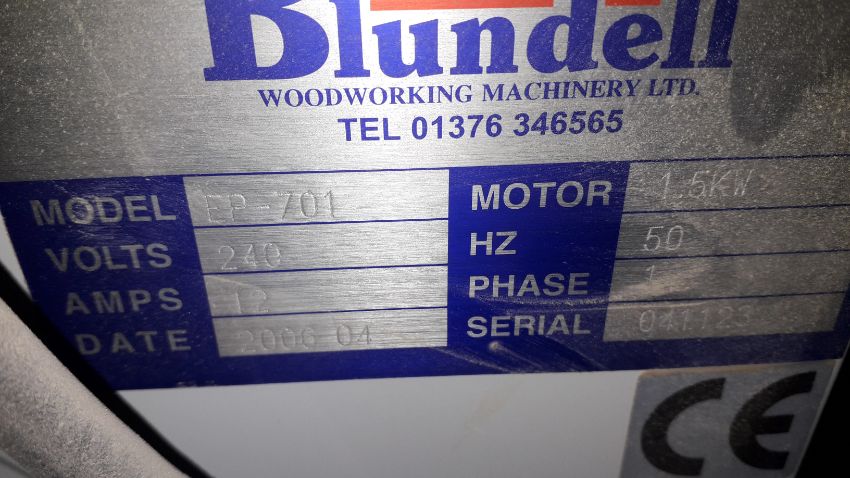 Blundell
WOODWORKING MACHINERY LTD.
TEL 01376 346565
MODEL EP-701 MOTOR 1.5KW
VOLTS 240 HZ 50
AMPS 12 PHASE 1
DATE 2006 04 SERIAL
CE